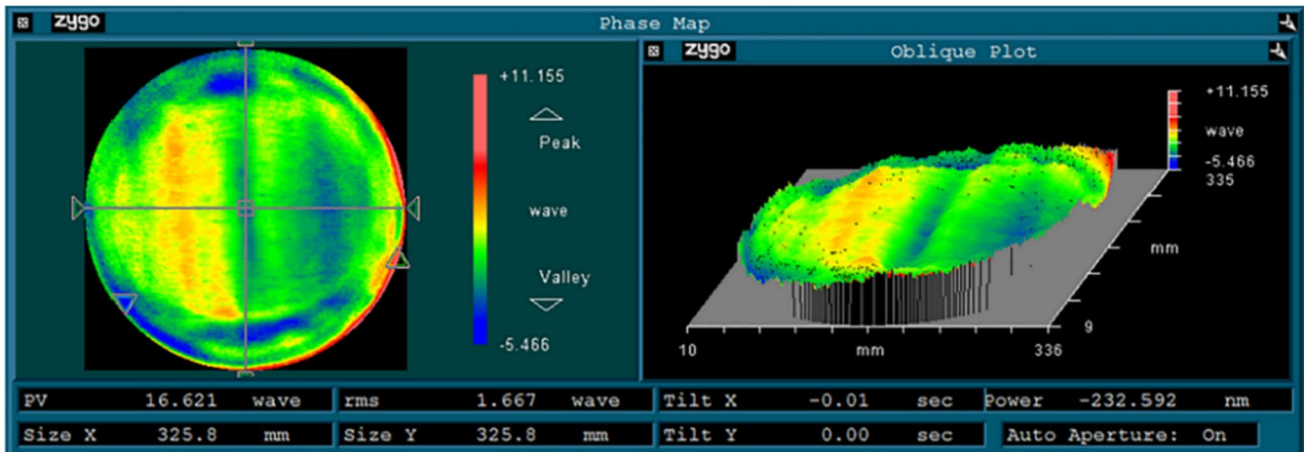 zygo Phase Map
+11.155
Peak
wave
Valley
-5.466
zygo Oblique Plot
+11.155
wave
-5.466
335
mm
9
10 mm 336
PV 16.621 wave rms 1.667 wave Tilt X -0.01 sec Power -232.592 nm
Size X 325.8 mm Size Y 325.8 mm Tilt Y 0.00 sec Auto Aperture: On